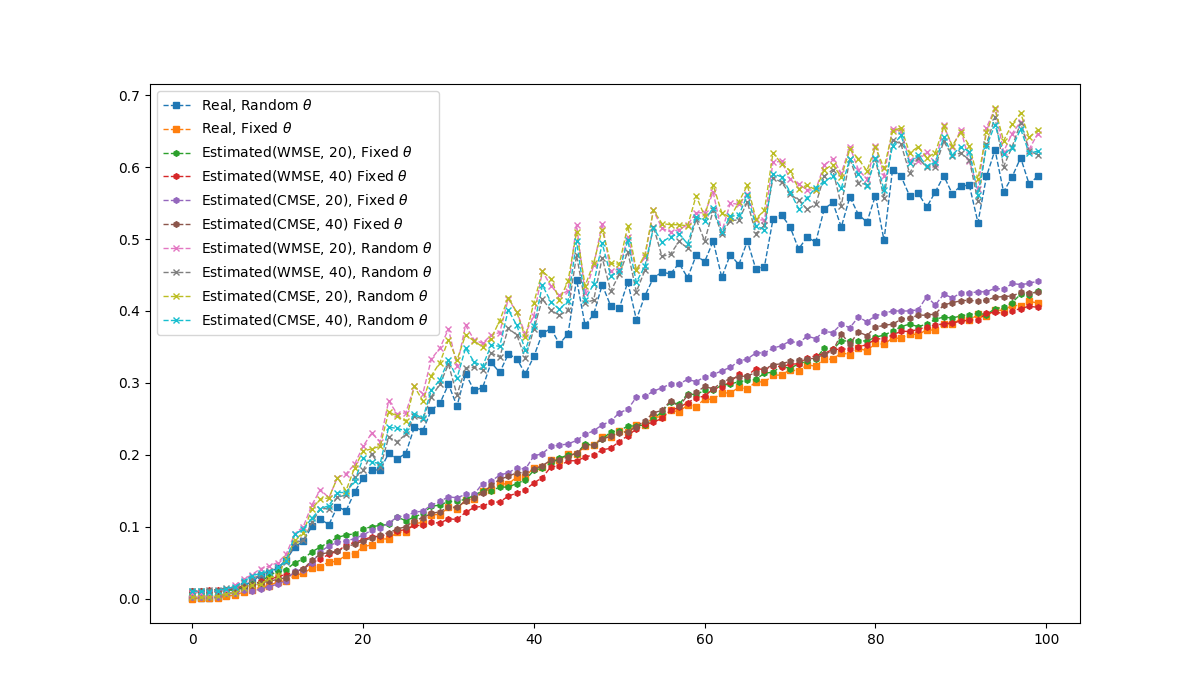 0.7
0.6
0.5
0.4
0.3
0.2
0.1
0.0
Real, Random θ
Real, Fixed θ
Estimated(WMSE, 20), Fixed θ
Estimated(WMSE, 40) Fixed θ
Estimated(CMSE, 20), Fixed θ
Estimated(CMSE, 40) Fixed θ
Estimated(WMSE, 20), Random θ
Estimated(WMSE, 40), Random θ
Estimated(CMSE, 20), Random θ
Estimated(CMSE, 40), Random θ
0 20 40 60 80 100